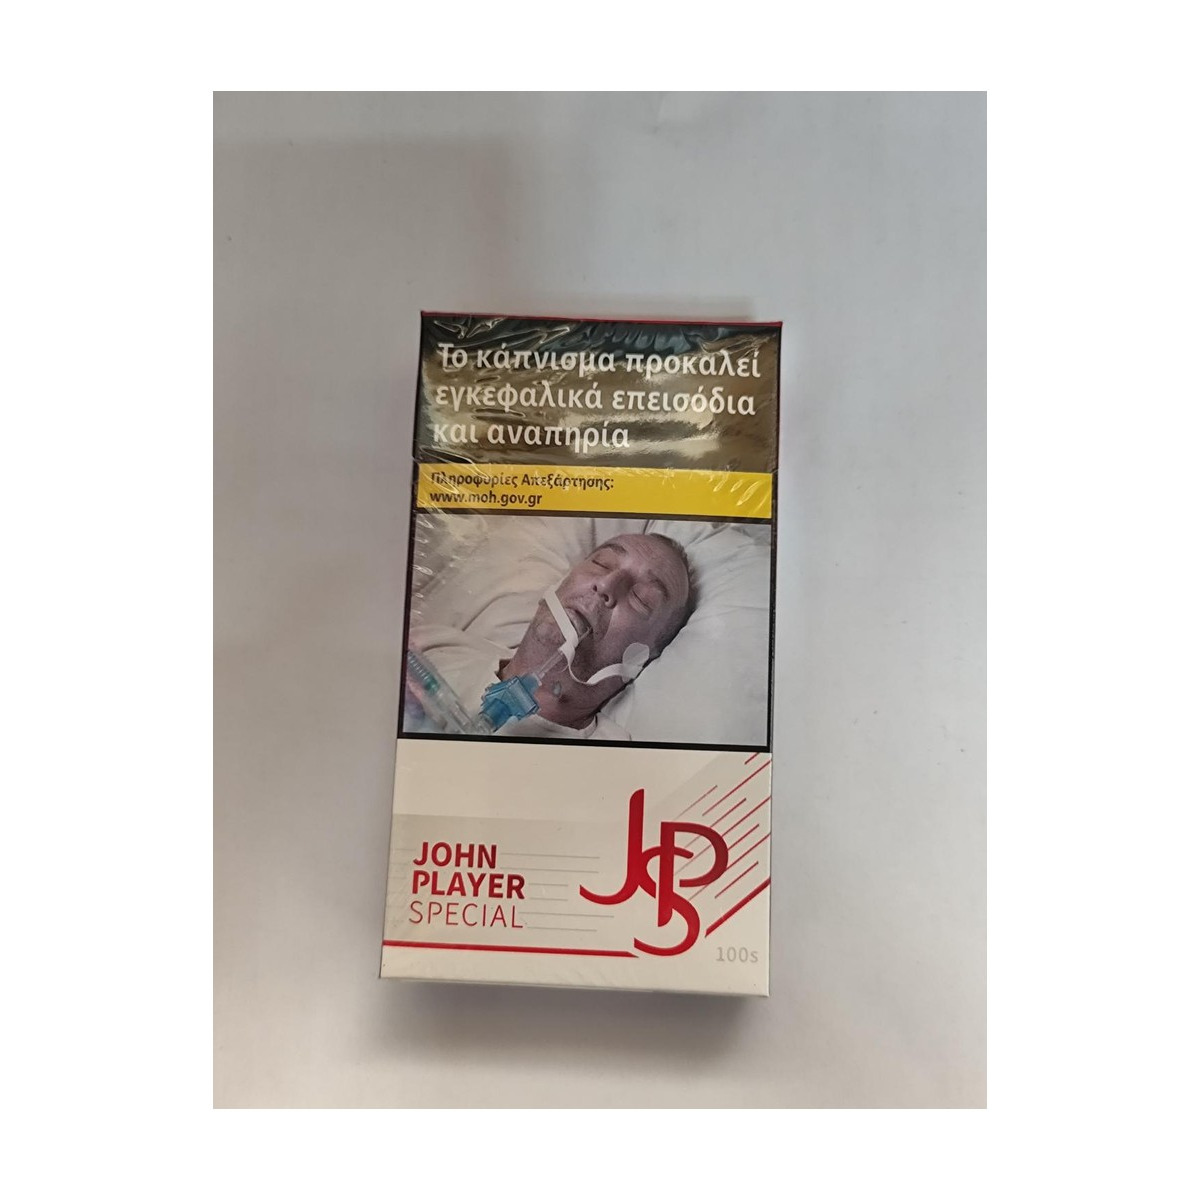 Το κάπνισμα προκαλεί
εγκεφαλικά επεισόδια
και αναπηρία
Πληροφορίες Απεξάρτησης:
www.moh.gov.gr
JPS
JOHN
PLAYER
SPECIAL
100s